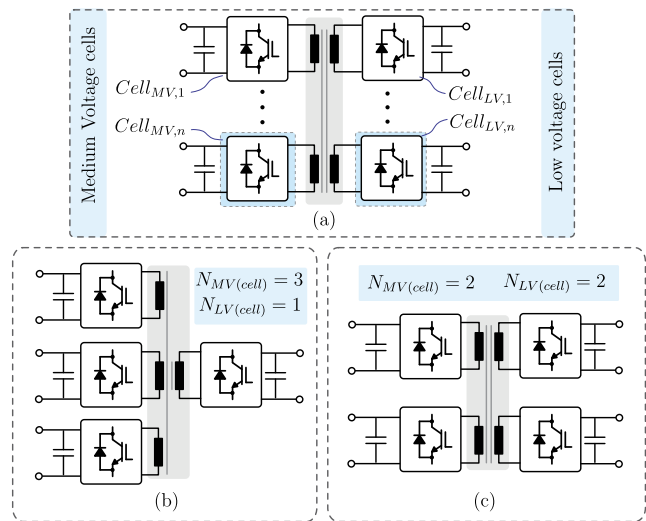 Medium Voltage cells
Low voltage cells
Cell_{MV,1}
Cell_{LV,1}
Cell_{MV,n}
Cell_{LV,n}
(a)
N_{MV(cell)} = 3
N_{LV(cell)} = 1
(b)
N_{MV(cell)} = 2 N_{LV(cell)} = 2
(c)